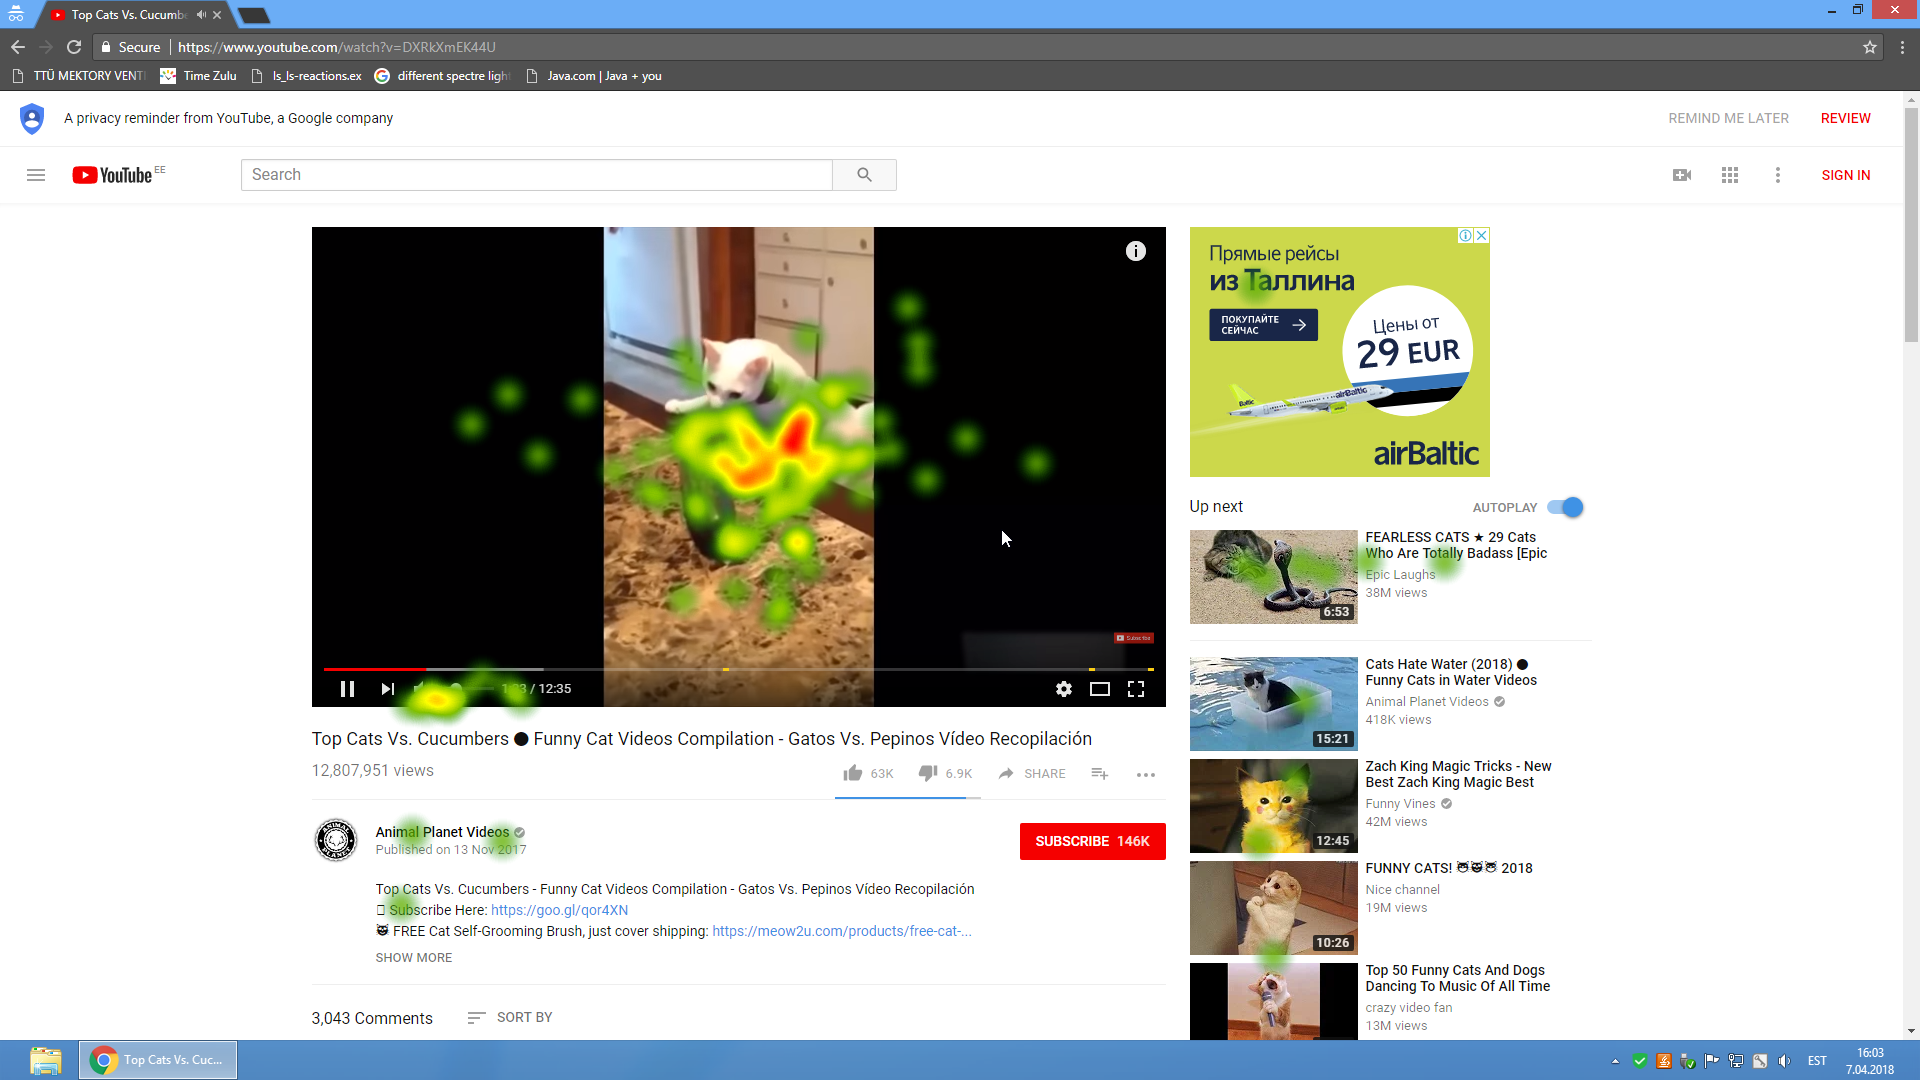 Top Cats Vs. Cucumb
Secure
https://www.youtube.com/watch?v=DXRkXmEK44U
TTÜ MEKTORY VENT
Time Zulu
ls_ls-reactions.ex
different spectre ligh
Java.com | Java + you
A privacy reminder from YouTube, a Google company
REMIND ME LATER
REVIEW
YouTube EE
Search
SIGN IN
Прямые рейсы
из Таллина
ПОКУПАЙТЕ
СЕЙЧАС
Цены от
29 EUR
airBaltic
Baltic
airBaltic
Up next
AUTOPLAY
FEARLESS CATS ★ 29 Cats
Who Are Totally Badass [Epic
Epic Laughs
38M views
6:53
Subscribe
/ 12:35
Cats Hate Water (2018) ●
Funny Cats in Water Videos
Animal Planet Videos
418K views
15:21
Top Cats Vs. Cucumbers ● Funny Cat Videos Compilation - Gatos Vs. Pepinos Vídeo Recopilación
12,807,951 views
63K
6.9K
SHARE
Zach King Magic Tricks - New
Best Zach King Magic Best
Funny Vines
42M views
12:45
ANIMAL PLANET
Animal Planet Videos
Published on 13 Nov 2017
SUBSCRIBE 146K
FUNNY CATS! 2018
Nice channel
19M views
10:26
Top Cats Vs. Cucumbers - Funny Cat Videos Compilation - Gatos Vs. Pepinos Vídeo Recopilación
Subscribe Here: https://goo.gl/qor4XN
FREE Cat Self-Grooming Brush, just cover shipping: https://meow2u.com/products/free-cat-...
SHOW MORE
Top 50 Funny Cats And Dogs
Dancing To Music Of All Time
crazy video fan
13M views
3,043 Comments
SORT BY
Top Cats Vs. Cuc...
EST
16:03
7.04.2018